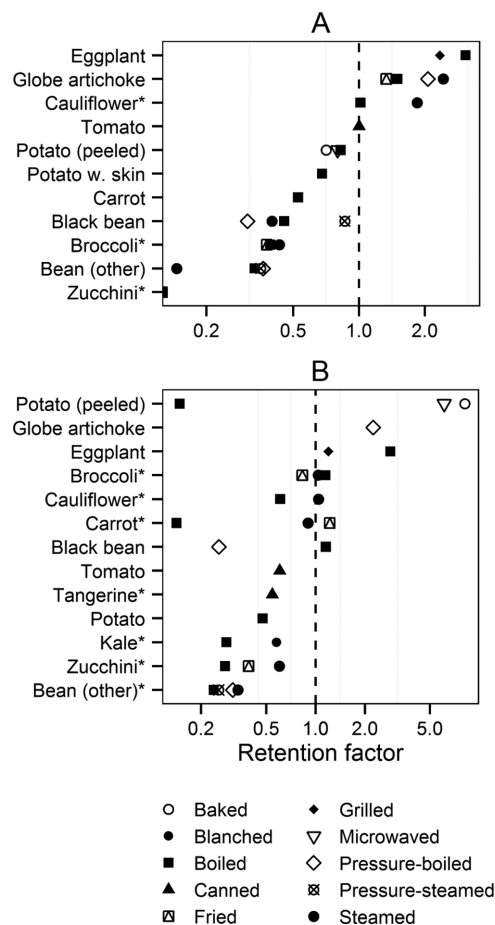 A
Eggplant
Globe artichoke
Cauliflower*
Tomato
Potato (peeled)
Potato w. skin
Carrot
Black bean
Broccoli*
Bean (other)
Zucchini*
0.2 0.5 1.0 2.0
B
Potato (peeled)
Globe artichoke
Eggplant
Broccoli*
Cauliflower*
Carrot*
Black bean
Tomato
Tangerine*
Potato
Kale*
Zucchini*
Bean (other)*
0.2 0.5 1.0 2.0 5.0
Retention factor
Baked
Blanched
Boiled
Canned
Fried
Grilled
Microwaved
Pressure-boiled
Pressure-steamed
Steamed